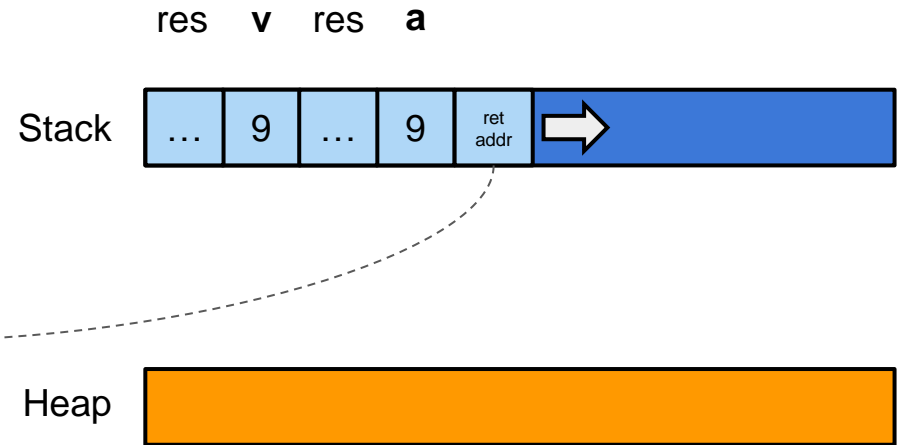 res v res a
Stack … 9 … 9 ret
addr
Heap